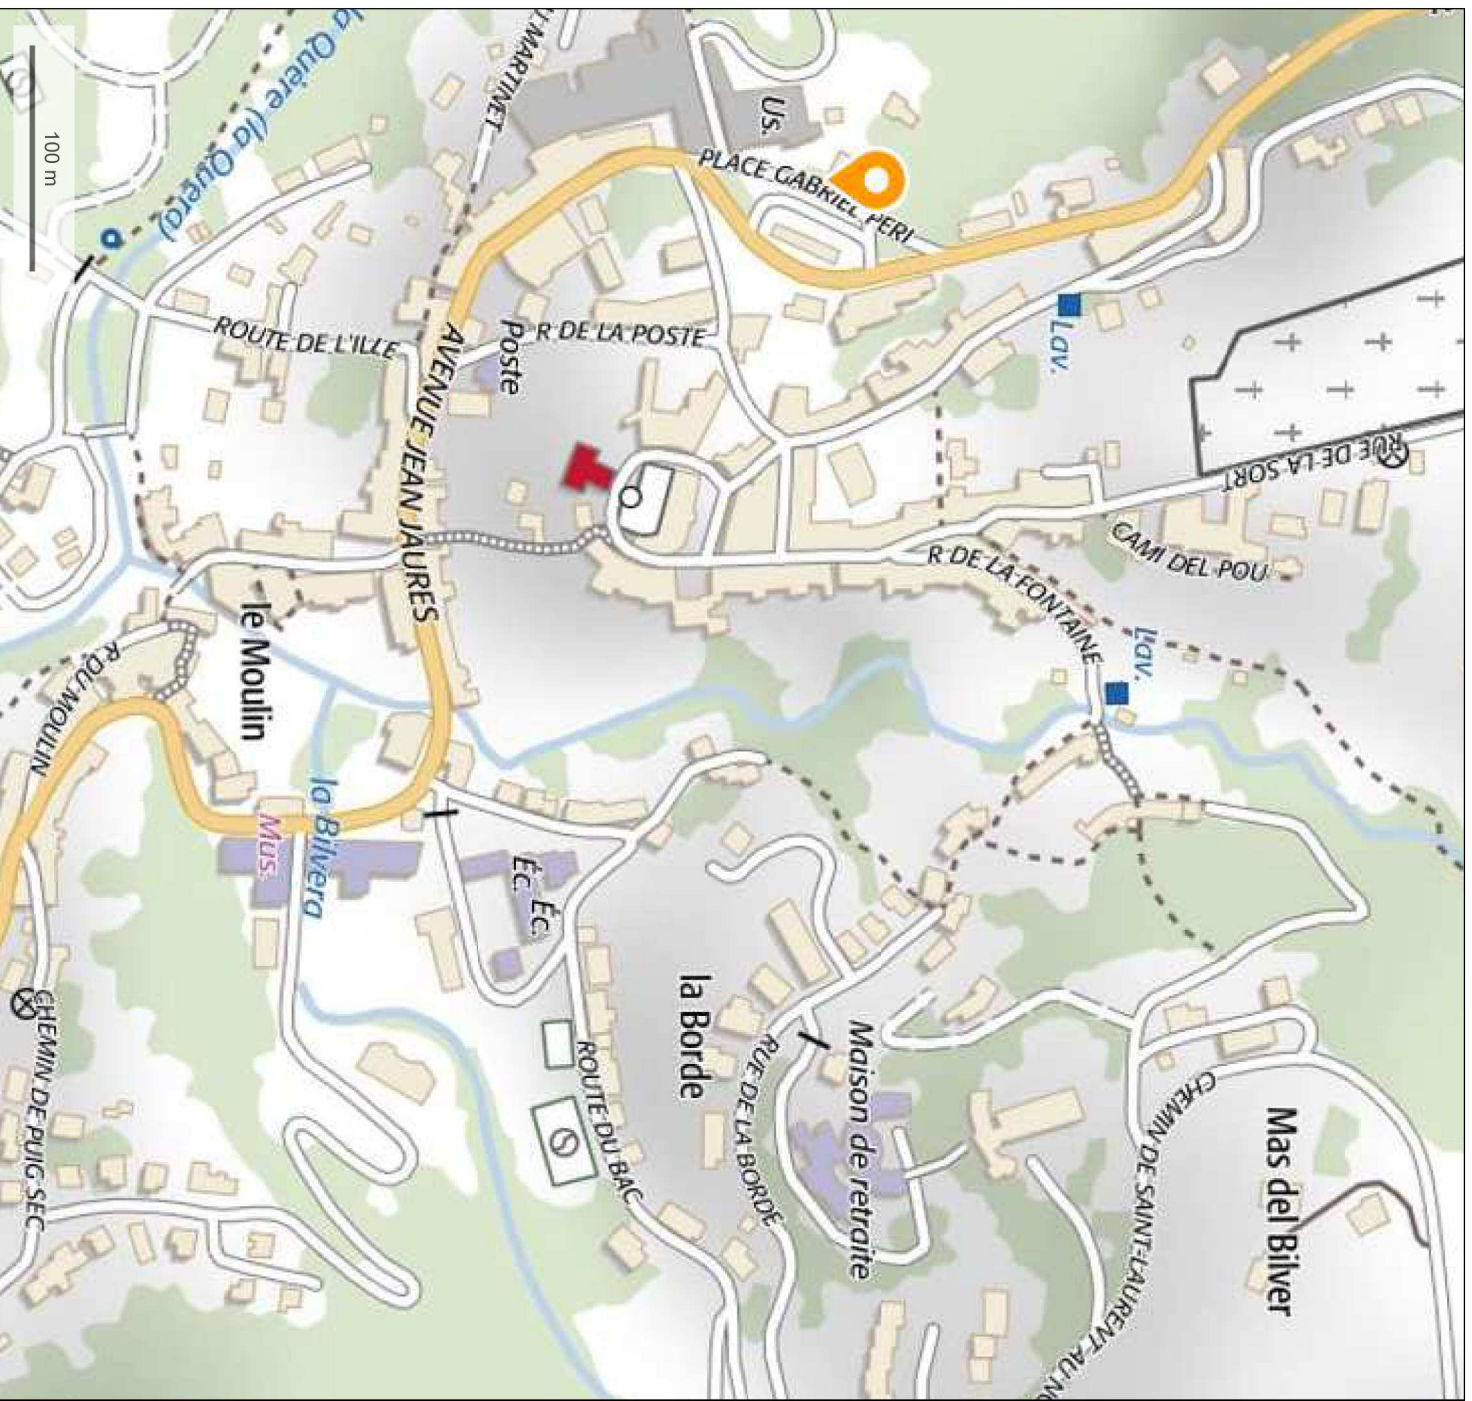 la Quère (la Quera)
U MARTINET
Us.
PLACE GABRIEL PERI
100 m
ROUTE DE L'ILLE
AVENUE JEAN JAURES
Poste
R DE LA POSTE
Lav.
RUE DE LA SORT
CAMI DEL POU
R DE LA FONTAINE
Lav.
le Moulin
R DU MOULIN
la Bilvera
Mus.
Éc.
Éc.
la Borde
ROUTE DU BAC
RUE DE LA BORDE
Maison de retraite
CHEMIN DE SAINT-LAURENT AU NO
Mas del Bilver
CHEMIN DE PUIG SEC